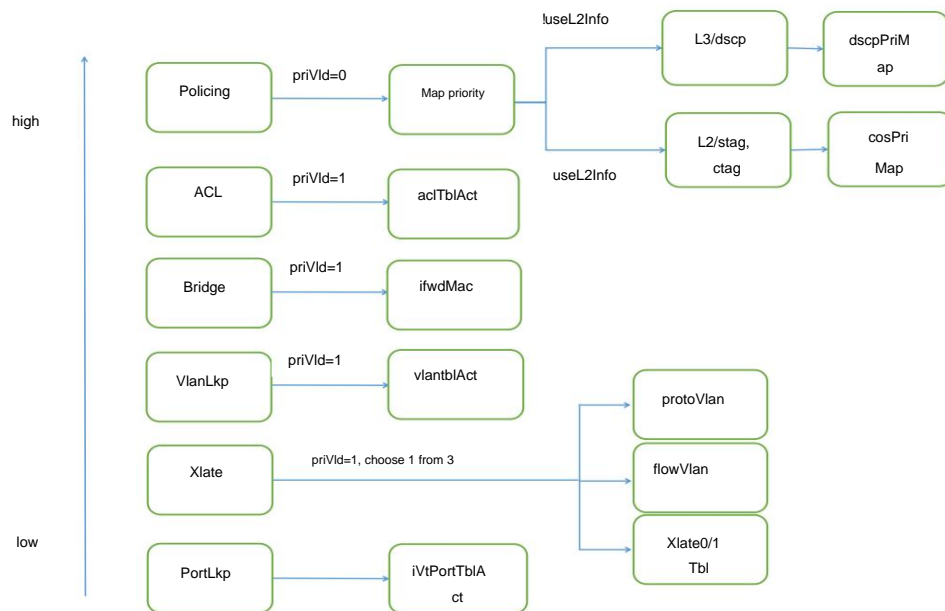 !useL2Info
L3/dscp
dscpPriM
ap
priVld=0
Policing
Map priority
high
L2/stag,
ctag
cosPri
Map
useL2Info
priVld=1
ACL
aclTblAct
priVld=1
Bridge
ifwdMac
priVld=1
VlanLkp
vlantblAct
protoVlan
Xlate
priVld=1, choose 1 from 3
flowVlan
low
Xlate0/1
Tbl
PortLkp
iVtPortTblA
ct